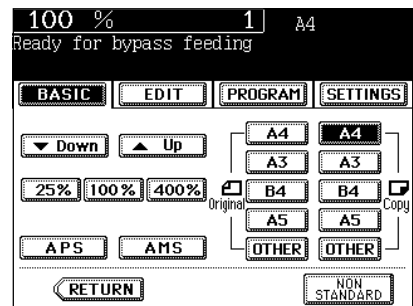 100 % 1 A4
Ready for bypass feeding
BASIC EDIT PROGRAM SETTINGS
Down Up A4 A4
A3 A3
25% 100% 400% Original B4 B4 Copy
A5 A5
APS AMS OTHER OTHER
RETURN NON STANDARD